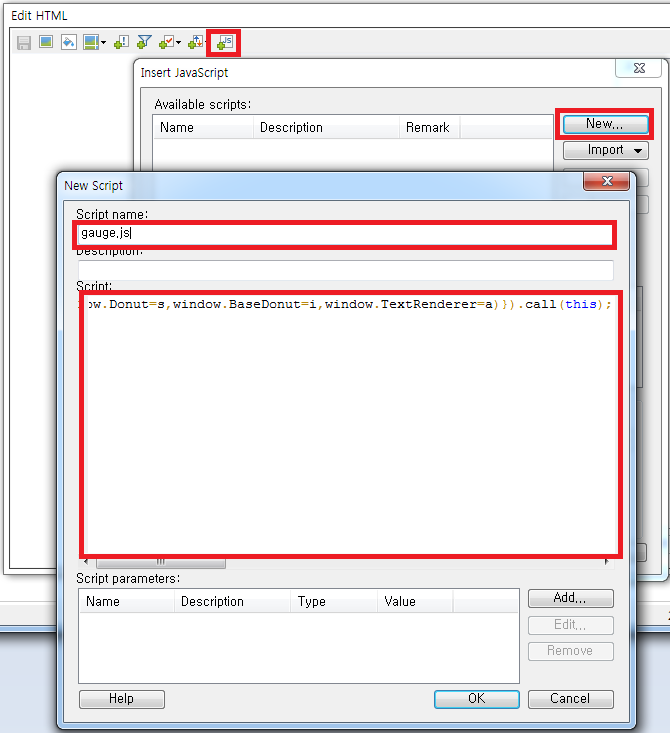 Edit HTML
JS
Insert JavaScript
Available scripts:
Name Description Remark
New...
Import
New Script
Script name:
gauge.js
Description:
Script:
ow.Donut=s,window.BaseDonut=i,window.TextRenderer=a)}).call(this);
Script parameters:
Name Description Type Value
Add...
Edit...
Remove
Help OK Cancel